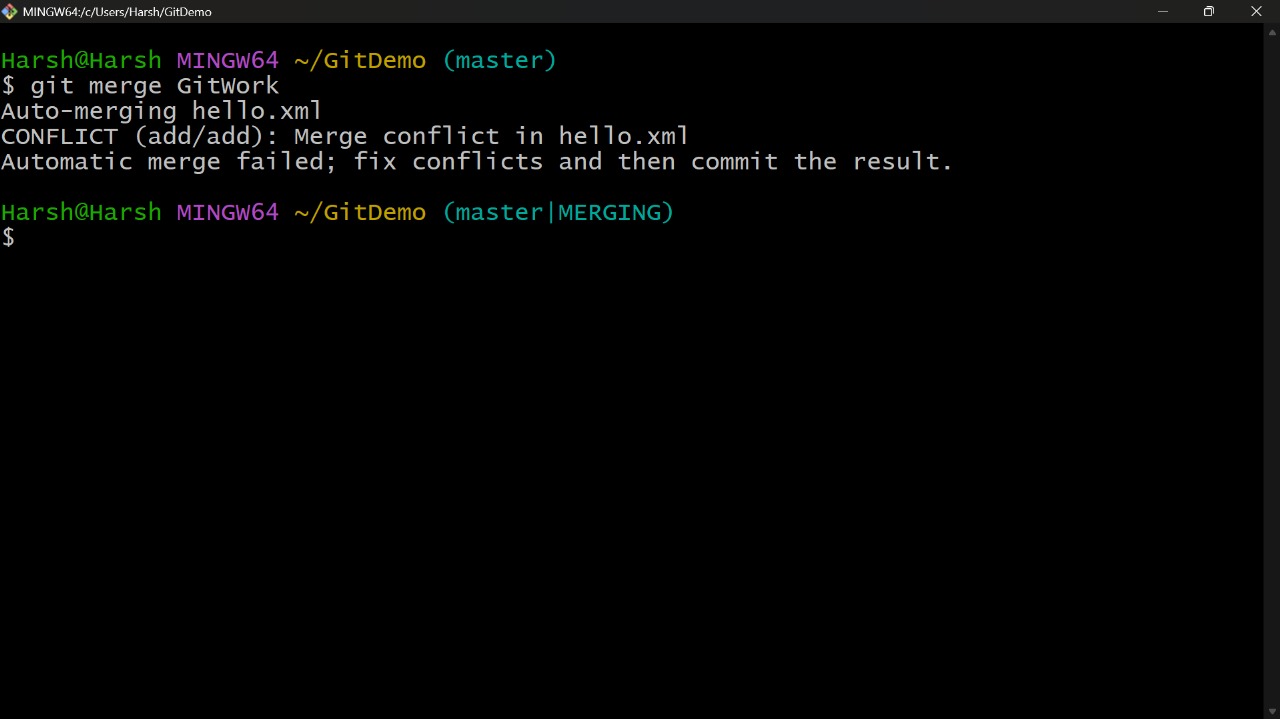 MINGW64:/c/Users/Harsh/GitDemo
Harsh@Harsh MINGW64 ~/GitDemo (master)
$ git merge GitWork
Auto-merging hello.xml
CONFLICT (add/add): Merge conflict in hello.xml
Automatic merge failed; fix conflicts and then commit the result.
Harsh@Harsh MINGW64 ~/GitDemo (master|MERGING)
$